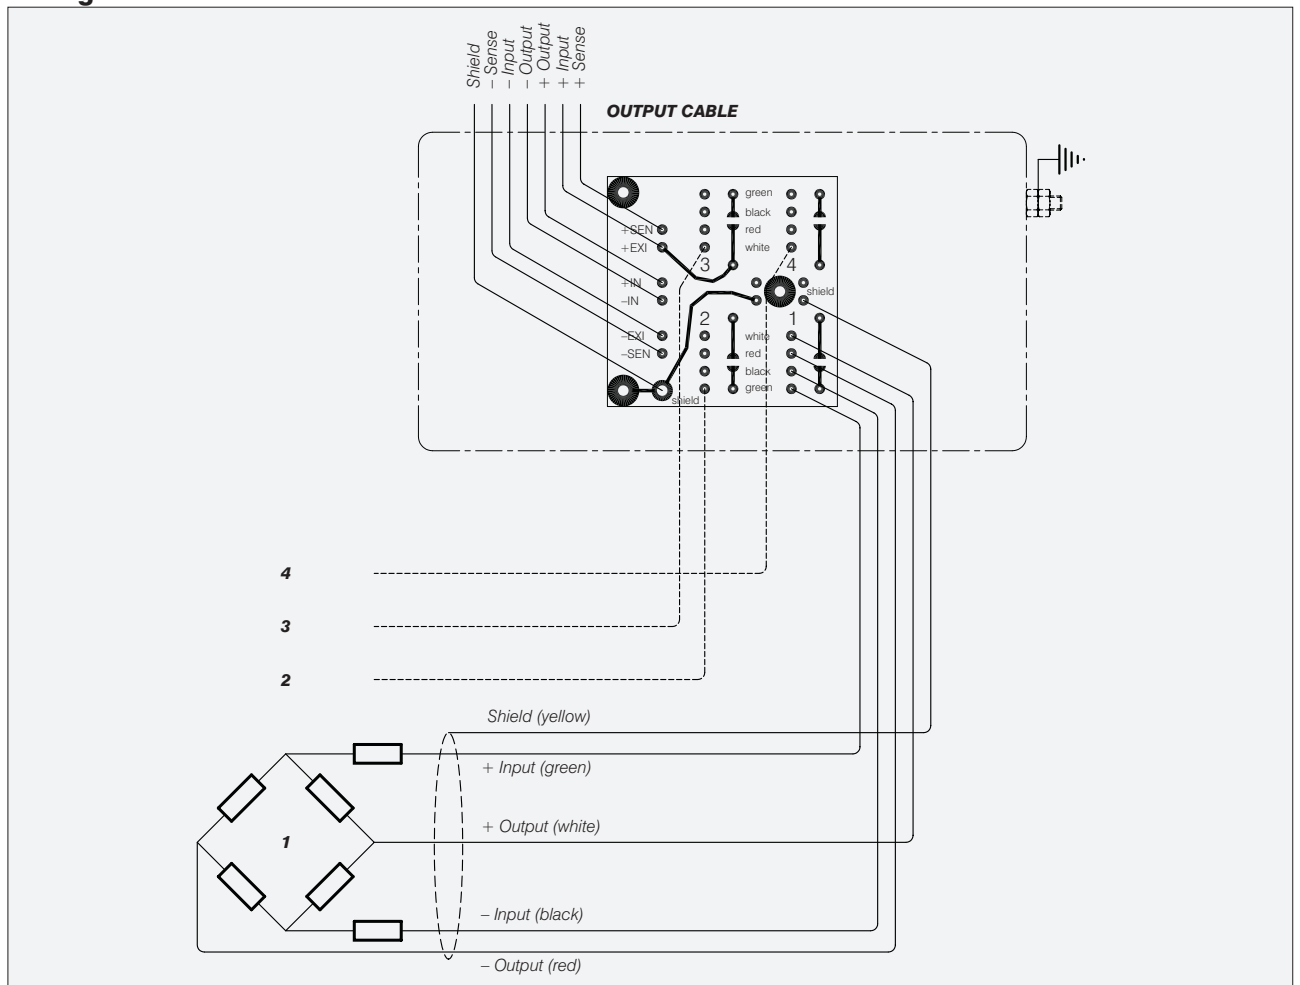 Shield
– Sense
– Input
– Output
+ Output
+ Input
+ Sense
OUTPUT CABLE
green
black
+SEN
red
+EXI
white
3
4
+IN
shield
–IN
2
1
–EXI
white
–SEN
red
black
green
shield
4
3
2
Shield (yellow)
+ Input (green)
+ Output (white)
1
– Input (black)
– Output (red)